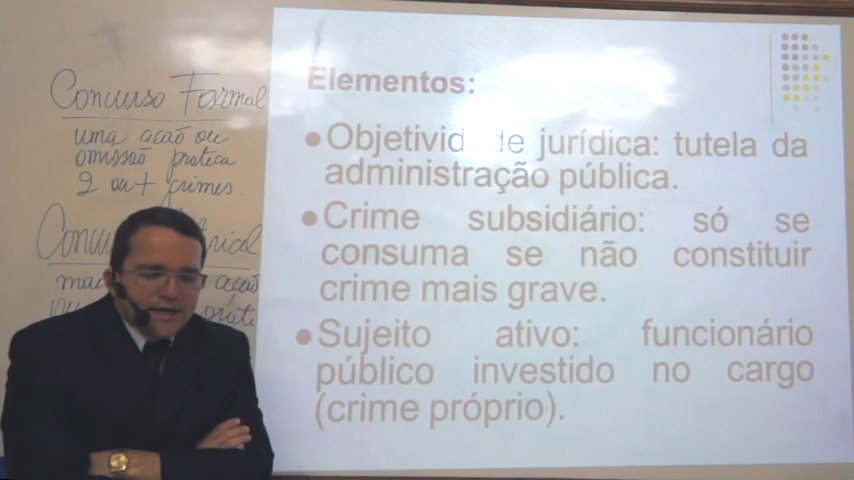 Concurso Formal
uma ação ou
omissão pratica
2 ou + crimes.
ação
Elementos:
Objetivid de jurídica: tutela da
administração pública.
Crime subsidiário: só se
consuma se não constituir
crime mais grave.
Sujeito ativo: funcionário
público investido no cargo
(crime próprio).